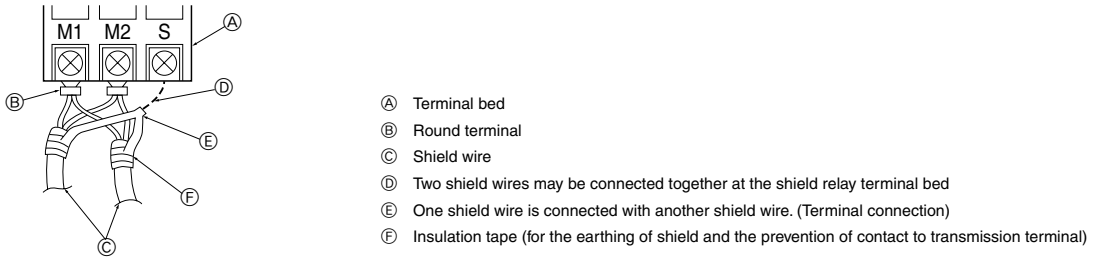 M1 M2 S
Ⓐ
Ⓑ
Ⓓ
Ⓔ
Ⓕ
Ⓒ
Ⓐ Terminal bed
Ⓑ Round terminal
Ⓒ Shield wire
Ⓓ Two shield wires may be connected together at the shield relay terminal bed
Ⓔ One shield wire is connected with another shield wire. (Terminal connection)
Ⓕ Insulation tape (for the earthing of shield and the prevention of contact to transmission terminal)